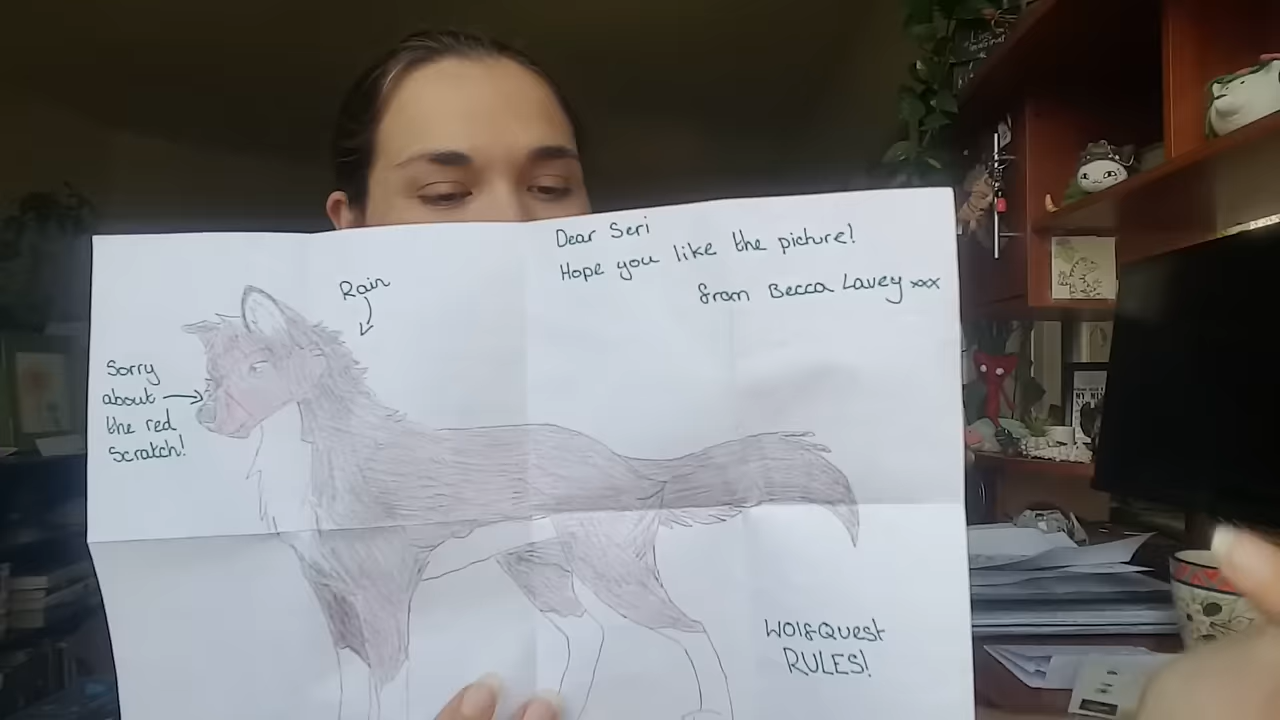 Dear Seri
Hope you like the picture!
from Becca Lavey xxx
Rain
Sorry
about
the red
Scratch!
WolfQuest
RULES!